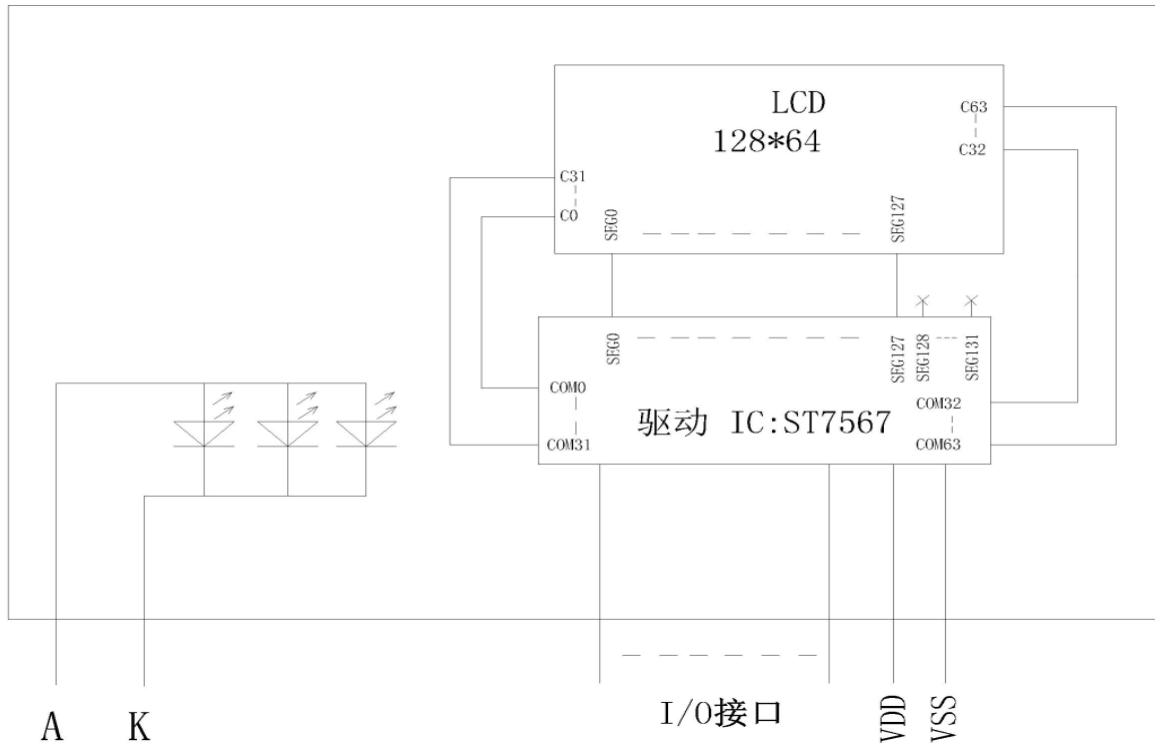 LCD
128*64
C63
C32
C31
C0
SEG0
SEG127
SEG0
SEG127
SEG128
SEG131
COM0
COM31
驱动 IC:ST7567
COM32
COM63
A
K
I/O接口
VDD
VSS